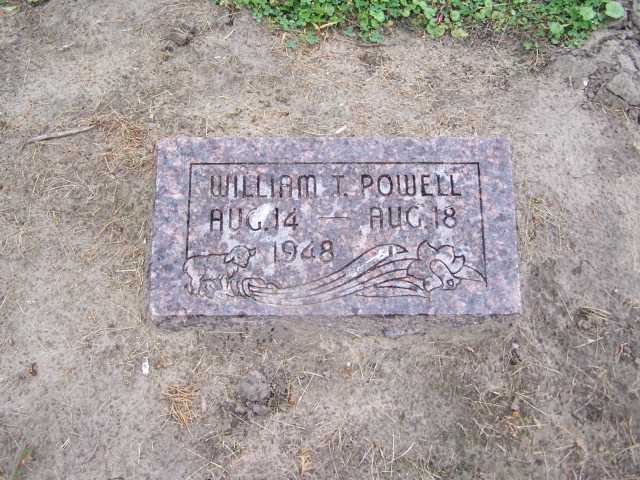 WILLIAM T. POWELL
AUG. 14 — AUG. 18
1948